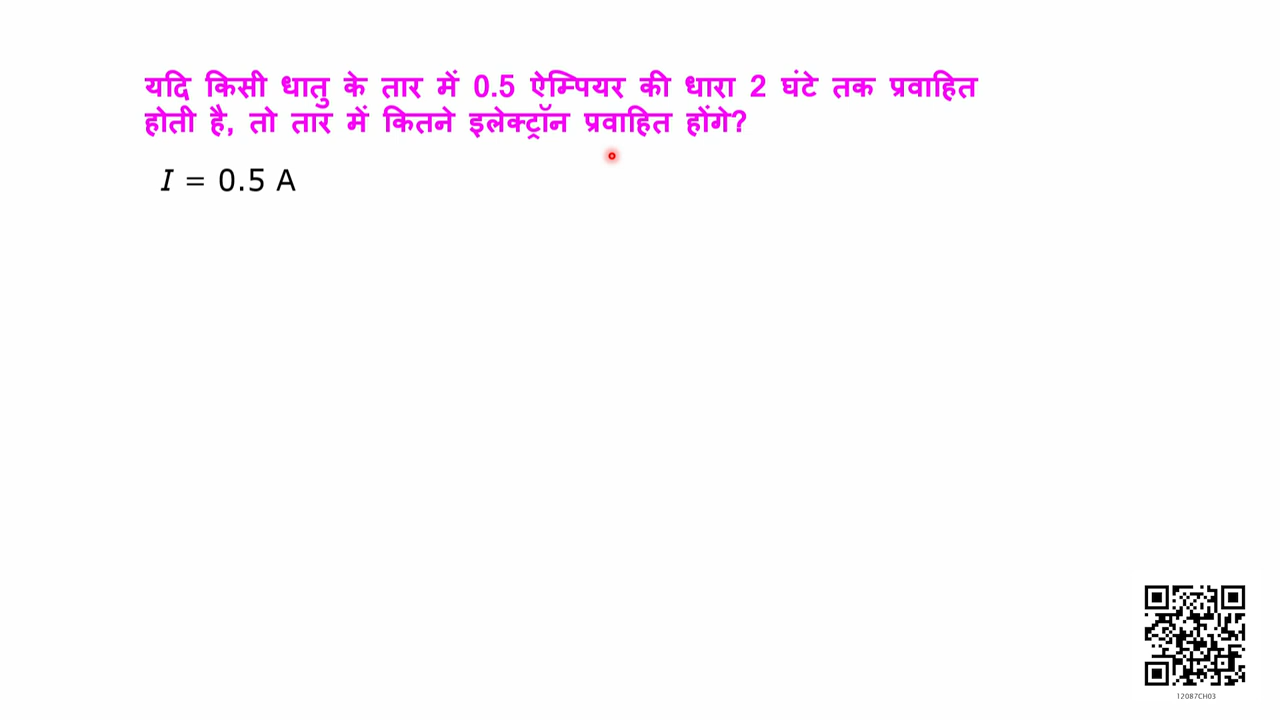 यदि किसी धातु के तार में 0.5 ऐम्पियर की धारा 2 घंटे तक प्रवाहित
होती है, तो तार में कितने इलेक्ट्रॉन प्रवाहित होंगे?
I = 0.5 A
12087CH03